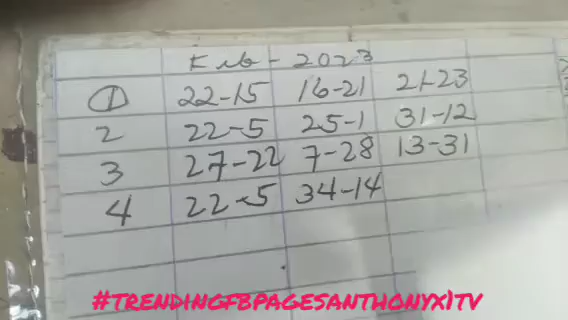 Feb - 2023
1 22-15 16-21 21-23
2 22-5 25-1 31-12
3 27-22 7-28 13-31
4 22-5 34-14
#TRENDINGFBPAGESANTHONYX1TV